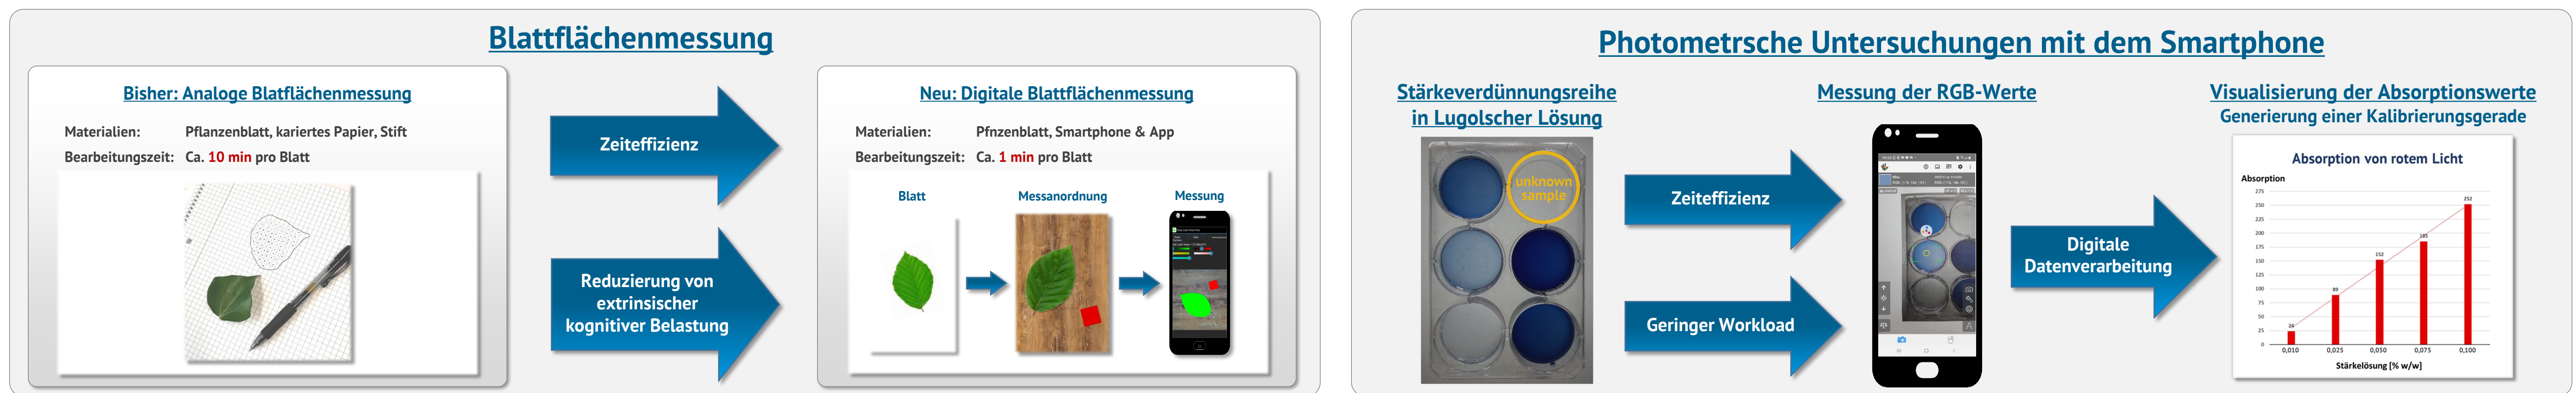 Blattflächenmessung
Bisher: Analoge Blatflächenmessung
Materialien: Pflanzenblatt, kariertes Papier, Stift
Bearbeitungszeit: Ca. 10 min pro Blatt
Zeiteffizienz
Reduzierung von
extrinsischer
kognitiver Belastung
Neu: Digitale Blattflächenmessung
Materialien: Pfnzenblatt, Smartphone & App
Bearbeitungszeit: Ca. 1 min pro Blatt
Blatt
Messanordnung
Messung
Photometrsche Untersuchungen mit dem Smartphone
Stärkeverdünnungsreihe
in Lugolscher Lösung
unknown
sample
Zeiteffizienz
Geringer Workload
Messung der RGB-Werte
Digitale
Datenverarbeitung
Visualisierung der Absorptionswerte
Generierung einer Kalibrierungsgerade
Absorption von rotem Licht
Absorption
275
250
225
200
175
150
125
100
75
50
25
0
24
89
152
185
252
0,010
0,025
0,050
0,075
0,100
Stärkelösung [% w/w]